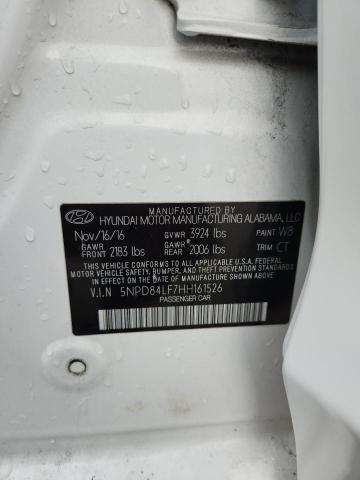 MANUFACTURED BY
HYUNDAI MOTOR MANUFACTURING ALABAMA, LLC
Nov/16/16 GVWR 3924 lbs PAINT W8
GAWR FRONT 2183 lbs GAWR REAR 2006 lbs TRIM CT
THIS VEHICLE CONFORMS TO ALL APPLICABLE U.S.A FEDERAL
MOTOR VEHICLE SAFETY, BUMPER, AND THEFT PREVENTION
STANDARDS IN EFFECT ON THE DATE OF MANUFACTURE SHOWN ABOVE.
V.I.N 5NPD84LF7HH161526
PASSENGER CAR